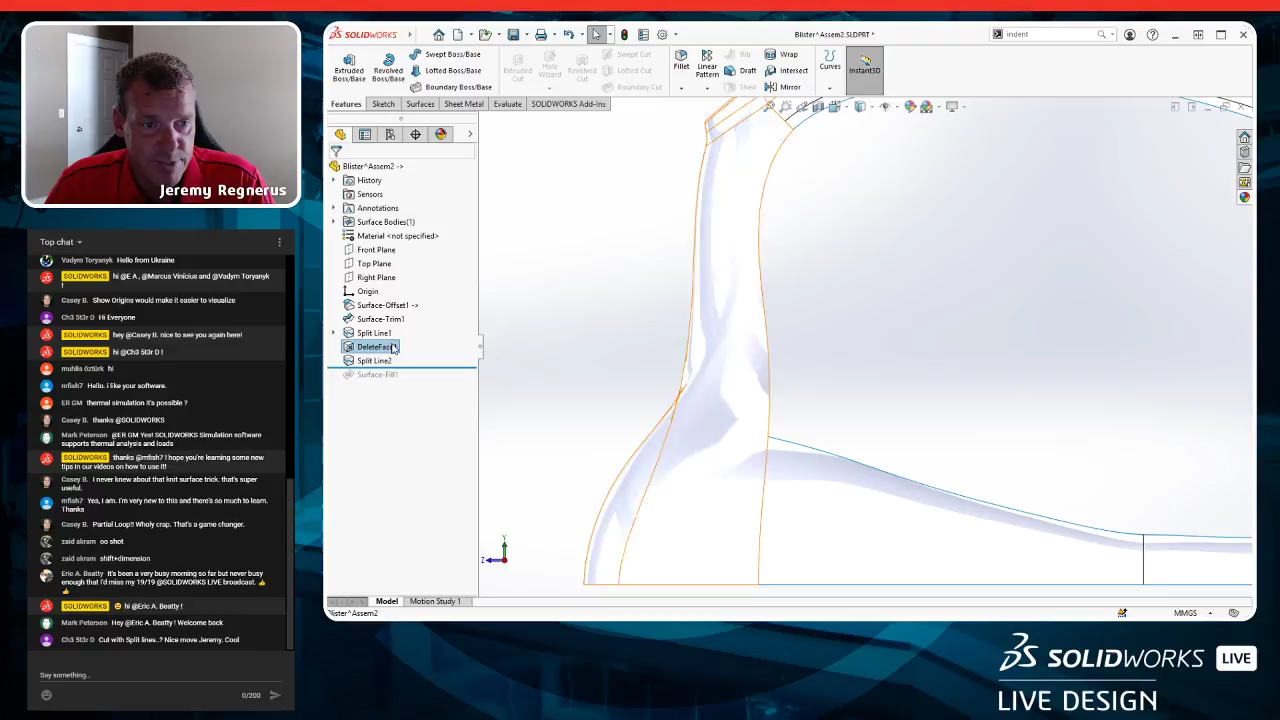 Jeremy Regnerus
Top chat
Vadym Toryanyk Hello from Ukraine
SOLIDWORKS hi @E A , @Marcus Vinícius and @Vadym Toryanyk
!
Casey B. Show Origins would make it easier to visualize
Ch3 5t3r D Hi Everyone
SOLIDWORKS hey @Casey B. nice to see you again here!
SOLIDWORKS hi @Ch3 5t3r D !
muhlis öztürk hi
mfish7 Hello. i like your software.
ER GM thermal simulation it's possible ?
Casey B. thanks @SOLIDWORKS
Mark Peterson @ER GM Yes! SOLIDWORKS Simulation software
supports thermal analysis and loads
SOLIDWORKS thanks @mfish7 ! hope you're learning some new
tips in our videos on how to use it!!
Casey B. I never knew about that knit surface trick. that's super
useful.
mfish7 Yes, I am. I'm very new to this and there's so much to learn.
Thanks
Casey B. Partial Loop!! Wholy crap. That's a game changer.
zaid akram oo shot
zaid akram shift+dimension
Eric A. Beatty It's been a very busy morning so far but never busy
enough that I'd miss my 19/19 @SOLIDWORKS LIVE broadcast.
SOLIDWORKS hi @Eric A. Beatty !
Mark Peterson Hey @Eric A. Beatty ! Welcome back
Ch3 5t3r D Cut with Split lines..? Nice move Jeremy. Cool
Say something...
0/200
SOLIDWORKS
Blister^Assem2.SLDPRT *
indent
Extruded Boss/Base
Revolved Boss/Base
Swept Boss/Base
Lofted Boss/Base
Boundary Boss/Base
Extruded Cut
Hole Wizard
Revolved Cut
Swept Cut
Lofted Cut
Boundary Cut
Fillet
Linear Pattern
Rib
Draft
Shell
Wrap
Intersect
Mirror
Curves
Instant3D
Features Sketch Surfaces Sheet Metal Evaluate SOLIDWORKS Add-Ins
Blister^Assem2 ->
History
Sensors
Annotations
Surface Bodies(1)
Material <not specified>
Front Plane
Top Plane
Right Plane
Origin
Surface-Offset1 ->
Surface-Trim1
Split Line1
DeleteFace1
Split Line2
Surface-Fill1
Y
Z
Model Motion Study 1
Blister^Assem2
MMGS
SOLIDWORKS LIVE
LIVE DESIGN